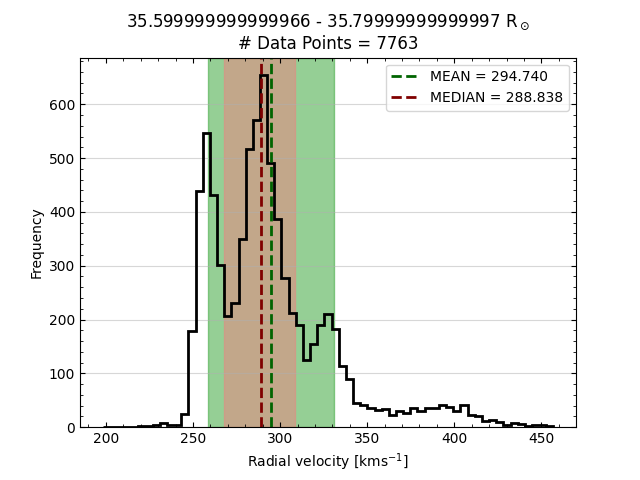 35.599999999999966 - 35.79999999999997 R⊙
# Data Points = 7763
MEAN = 294.740
MEDIAN = 288.838
Frequency
600
500
400
300
200
100
0
200 250 300 350 400 450
Radial velocity [kms⁻¹]